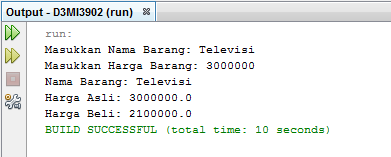 Output - D3MI3902 (run)
run:
Masukkan Nama Barang: Televisi
Masukkan Harga Barang: 3000000
Nama Barang: Televisi
Harga Asli: 3000000.0
Harga Beli: 2100000.0
BUILD SUCCESSFUL (total time: 10 seconds)